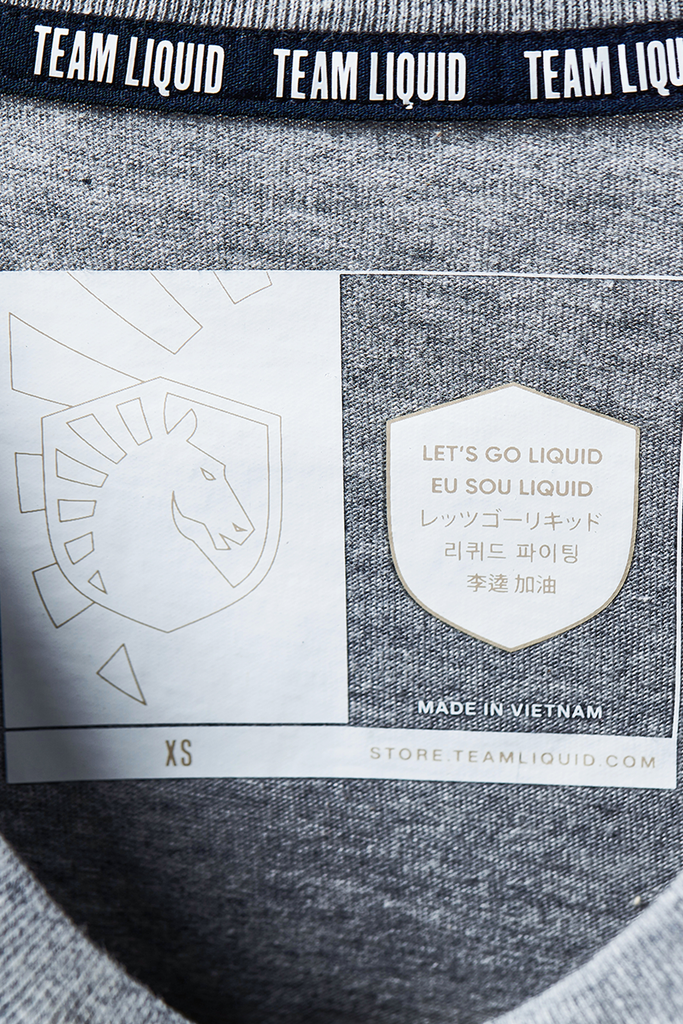 TEAM LIQUID TEAM LIQUID TEAM LIQU
LET'S GO LIQUID
EU SOU LIQUID
レッツゴーリキッド
리퀴드 파이팅
李逵 加油
MADE IN VIETNAM
XS
STORE.TEAMLIQUID.COM